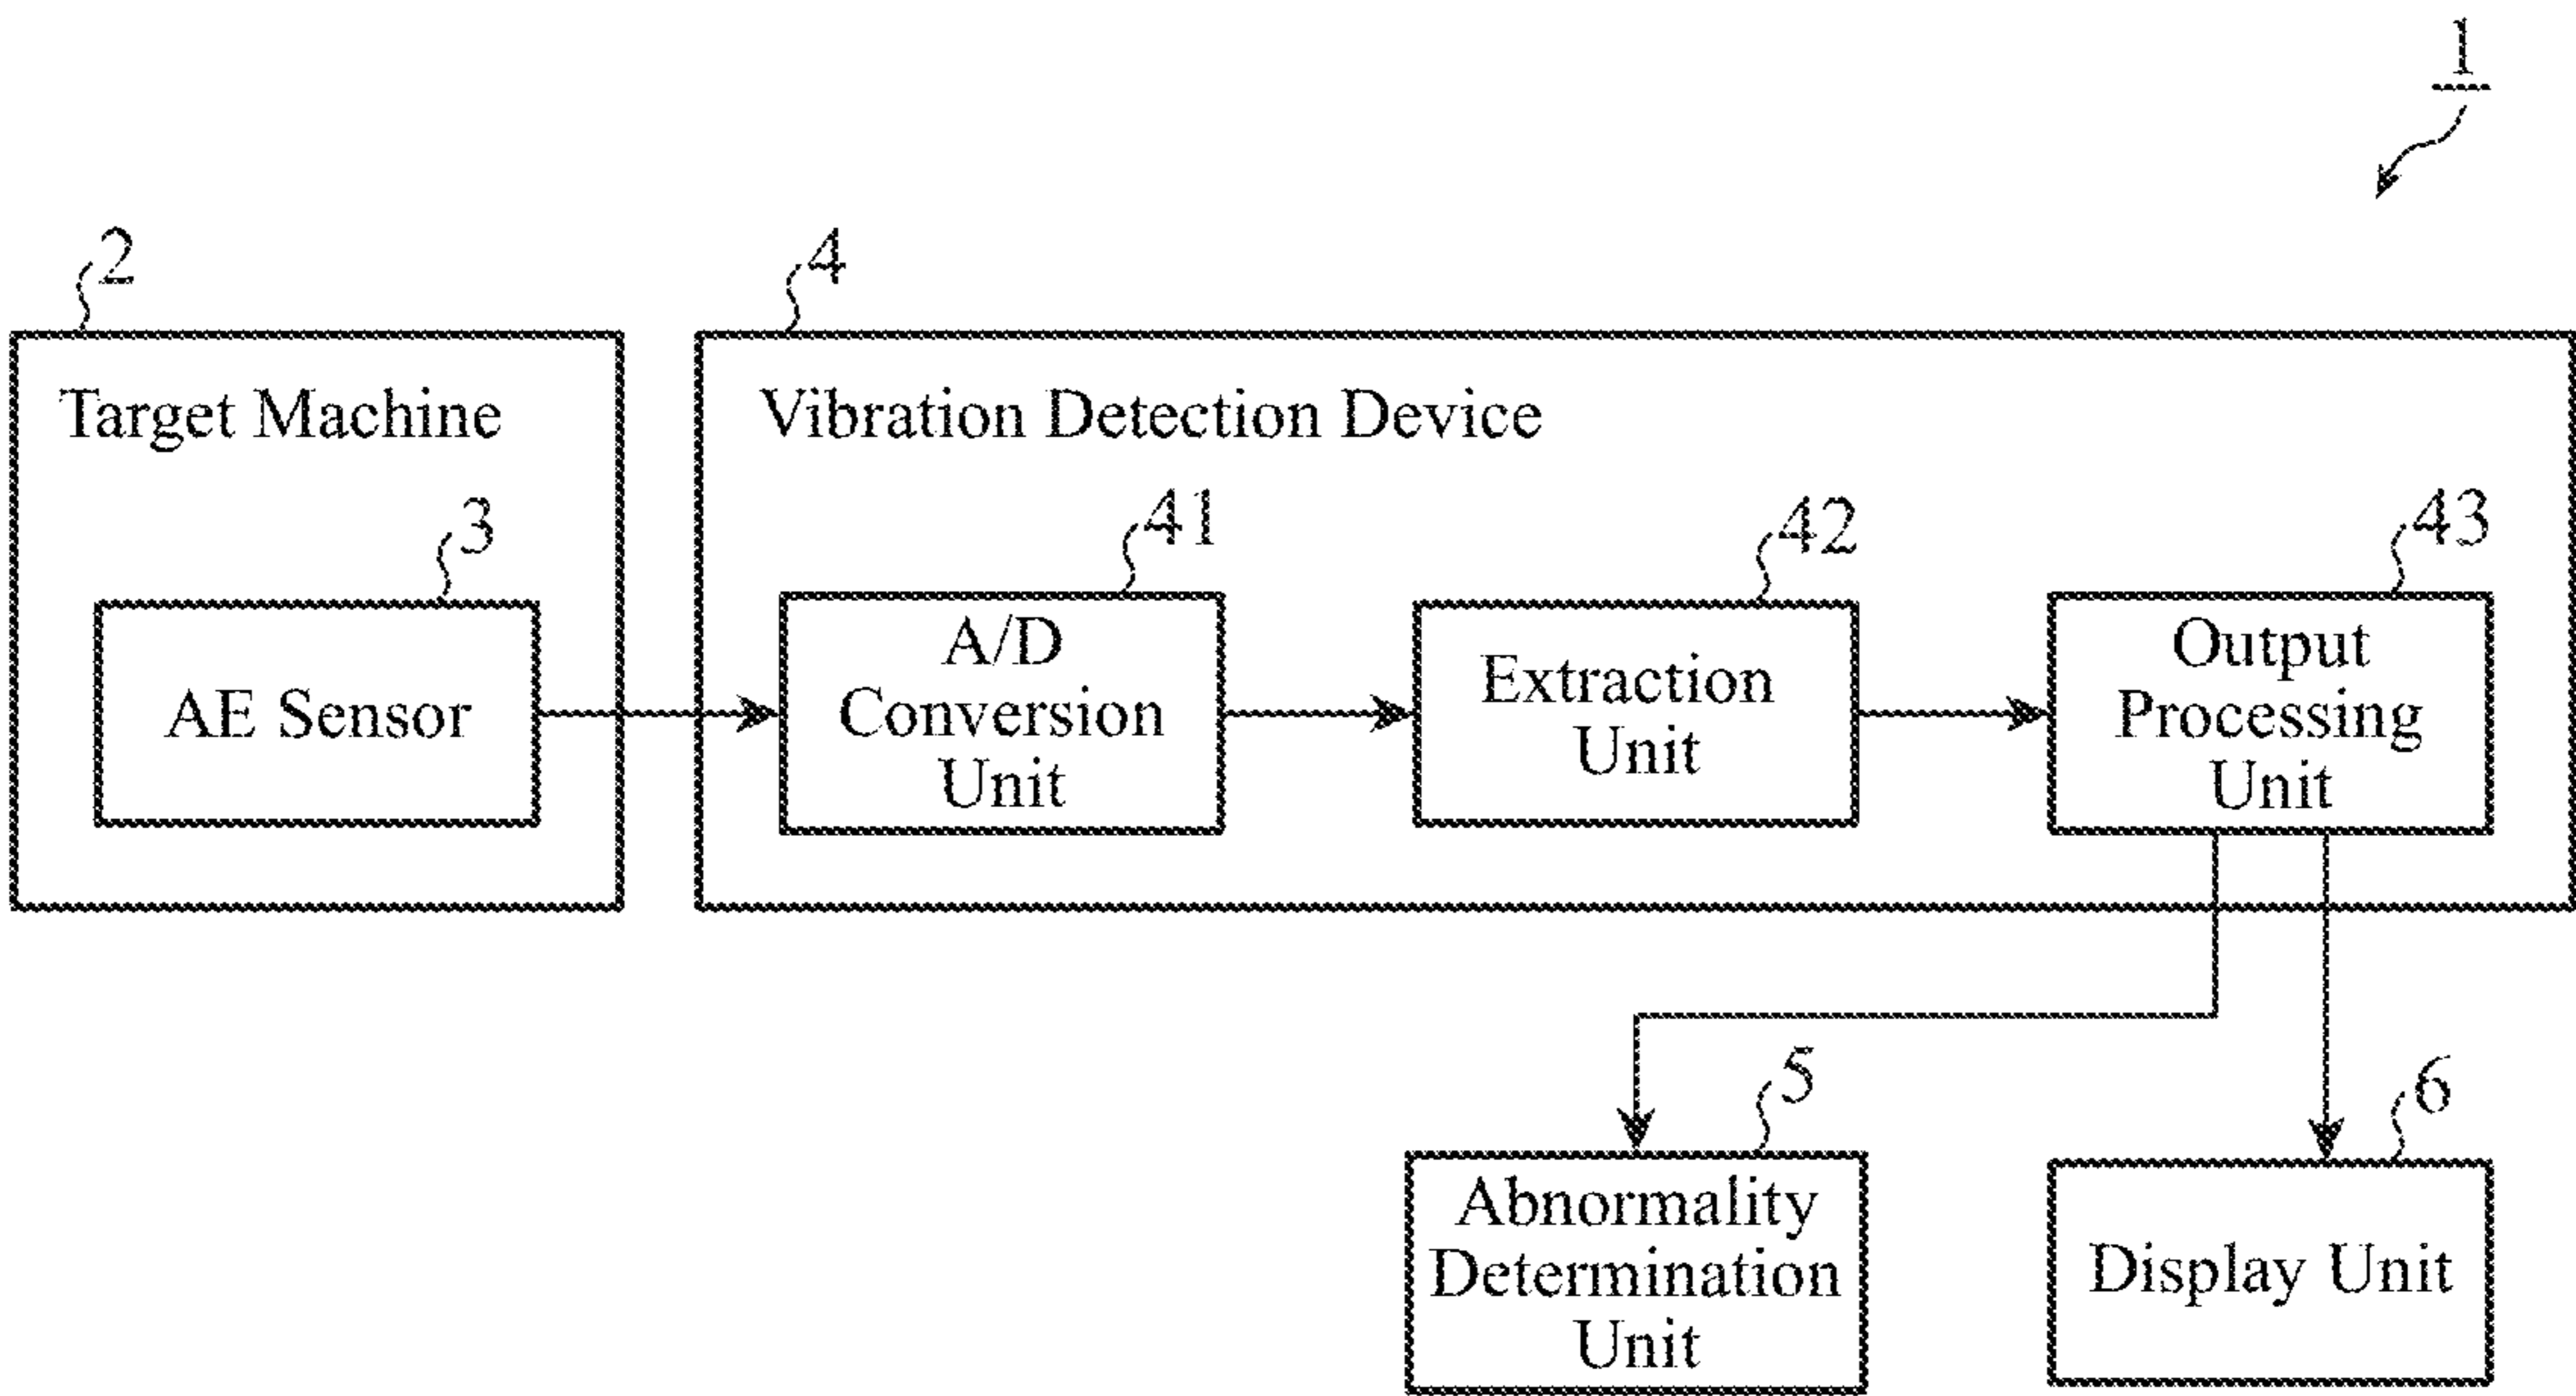 1
2
Target Machine
3
AE Sensor
4
Vibration Detection Device
41
A/D
Conversion
Unit
42
Extraction
Unit
43
Output
Processing
Unit
5
Abnormality
Determination
Unit
6
Display Unit